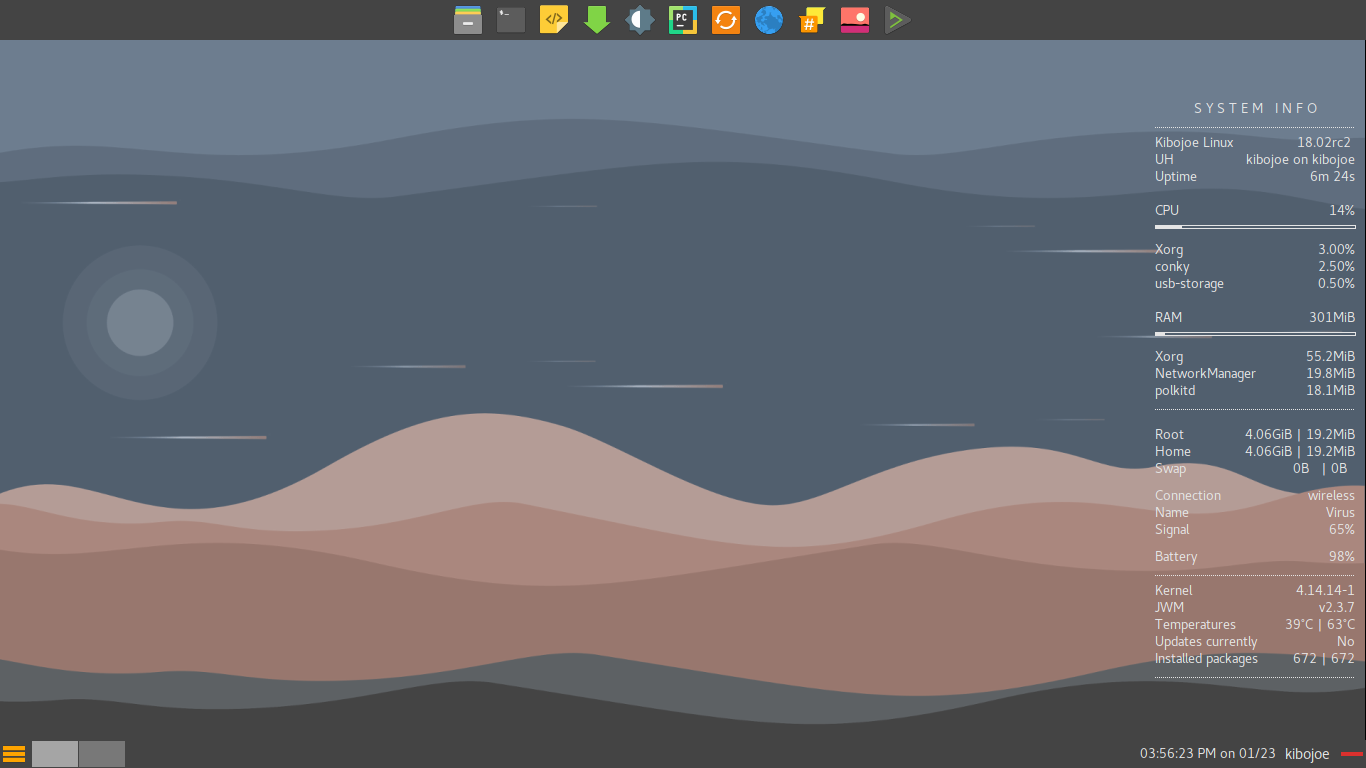 PC
#
SYSTEM INFO
Kibojoe Linux 18.02rc2
UH kibojoe on kibojoe
Uptime 6m 24s
CPU 14%
Xorg 3.00%
conky 2.50%
usb-storage 0.50%
RAM 301MiB
Xorg 55.2MiB
NetworkManager 19.8MiB
polkitd 18.1MiB
Root 4.06GiB | 19.2MiB
Home 4.06GiB | 19.2MiB
Swap 0B | 0B
Connection wireless
Name Virus
Signal 65%
Battery 98%
Kernel 4.14.14-1
JWM v2.3.7
Temperatures 39°C | 63°C
Updates currently No
Installed packages 672 | 672
03:56:23 PM on 01/23 kibojoe